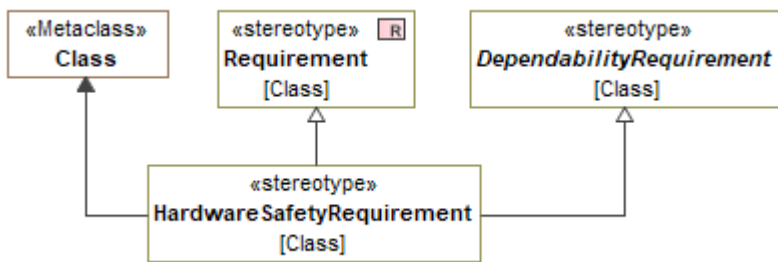 «Metaclass»
Class
«stereotype» R
Requirement
[Class]
«stereotype»
DependabilityRequirement
[Class]
«stereotype»
HardwareSafetyRequirement
[Class]